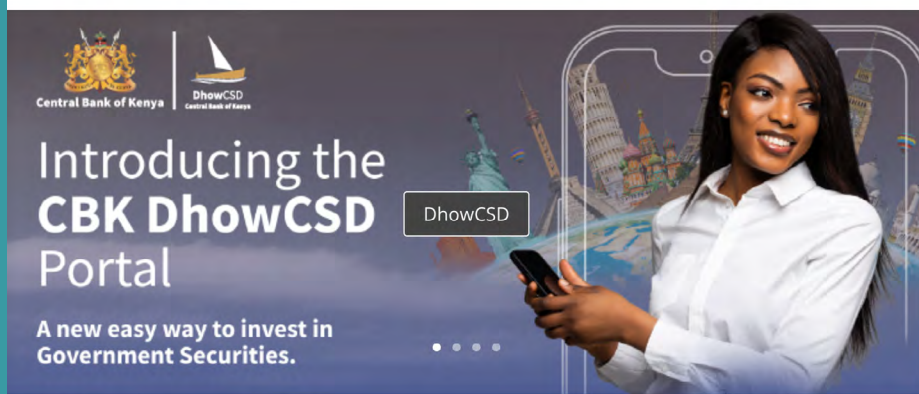 Central Bank of Kenya
DhowCSD
Central Bank of Kenya
Introducing the
CBK DhowCSD
Portal
DhowCSD
A new easy way to invest in
Government Securities.